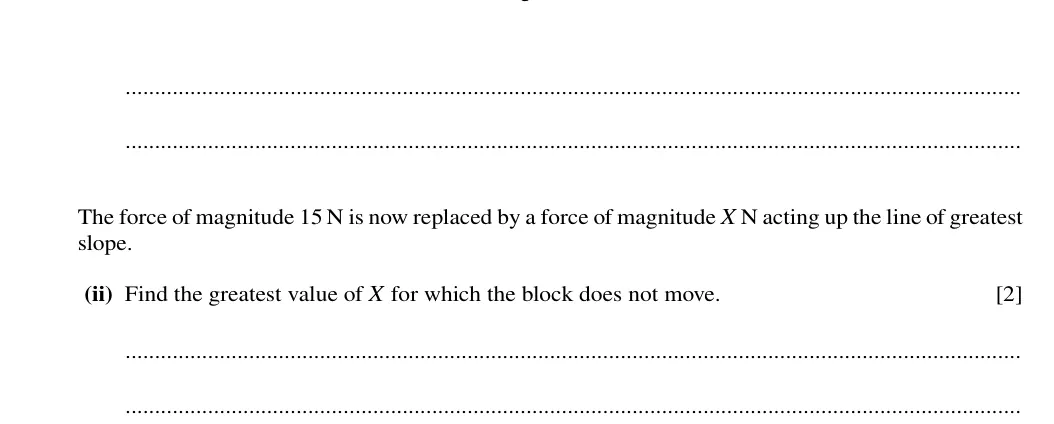 The force of magnitude 15 N is now replaced by a force of magnitude X N acting up the line of greatest
slope.
(ii) Find the greatest value of X for which the block does not move. [2]